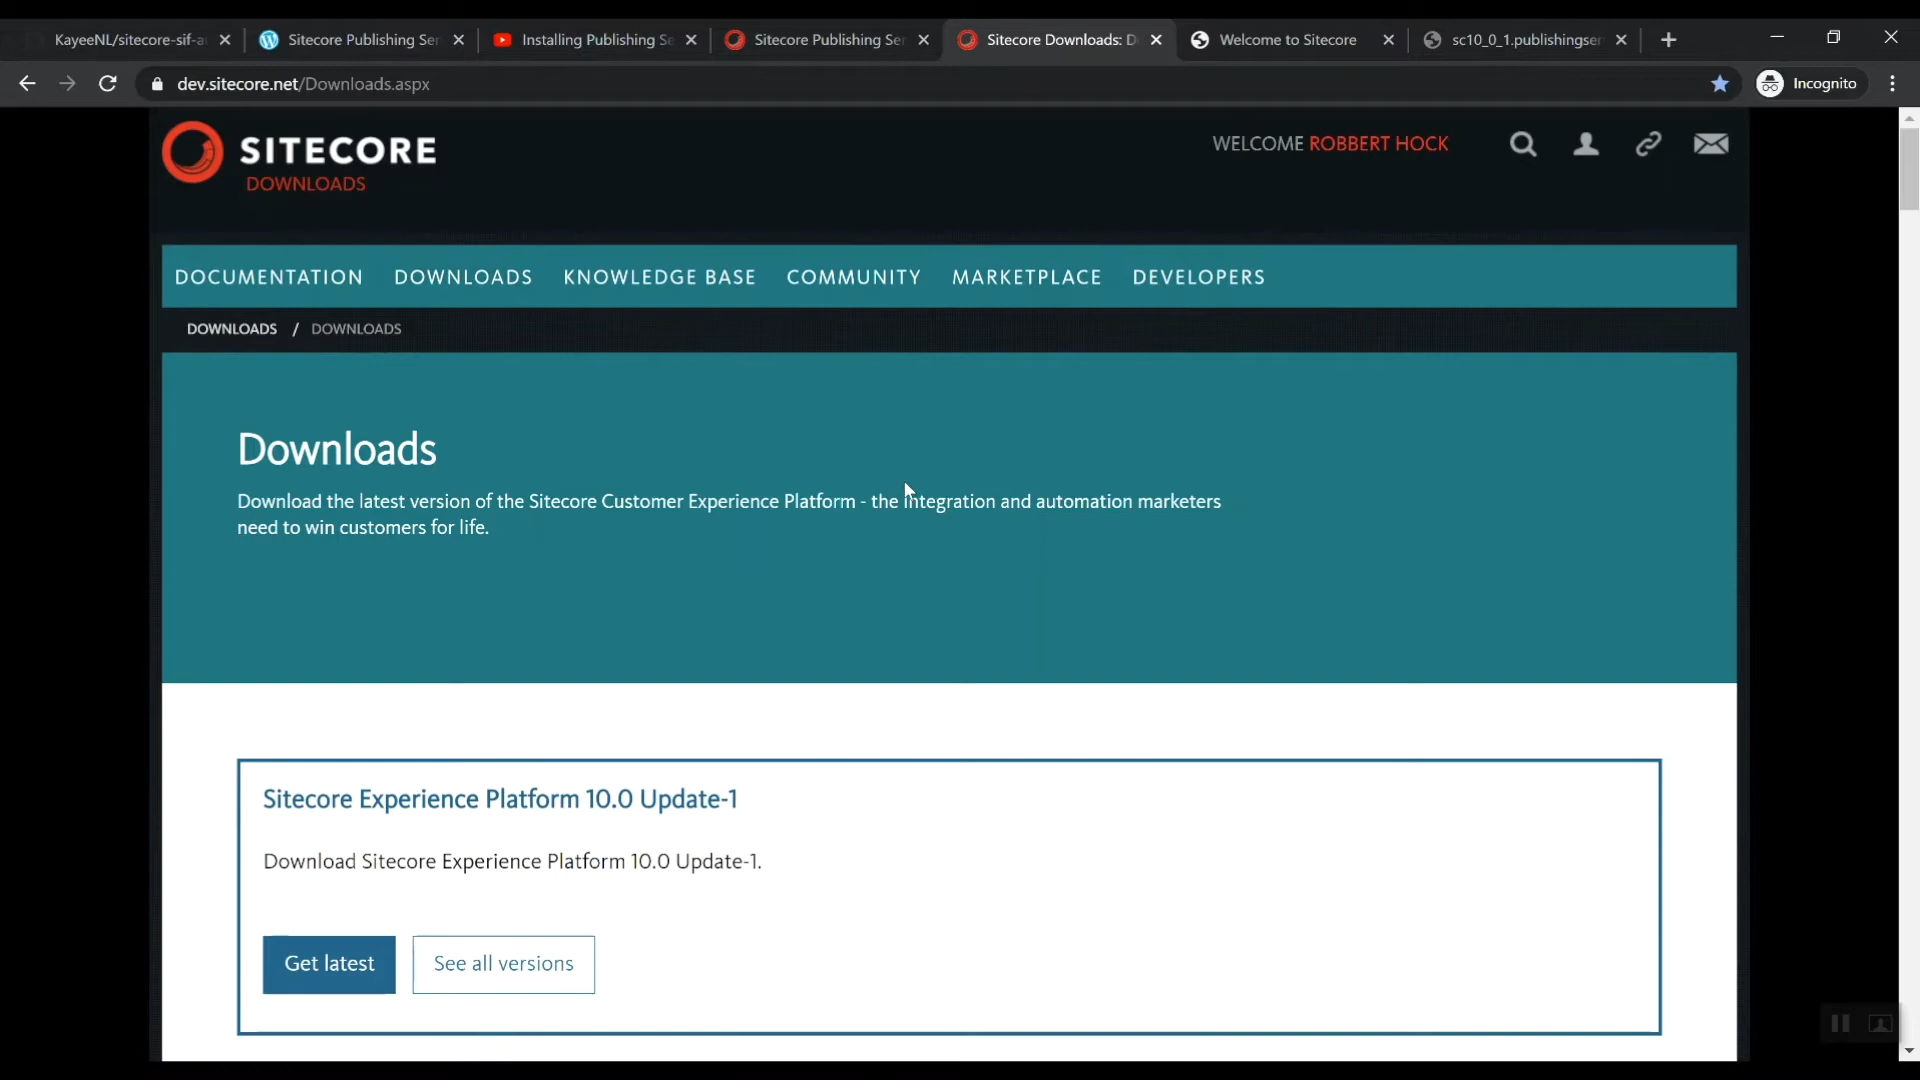 KayeeNL/sitecore-sif-a
Sitecore Publishing Ser
Installing Publishing Se
Sitecore Publishing Ser
Sitecore Downloads: D
Welcome to Sitecore
sc10_0_1.publishingser
dev.sitecore.net/Downloads.aspx
Incognito
SITECORE
DOWNLOADS
WELCOME ROBBERT HOCK
DOCUMENTATION DOWNLOADS KNOWLEDGE BASE COMMUNITY MARKETPLACE DEVELOPERS
DOWNLOADS / DOWNLOADS
Downloads
Download the latest version of the Sitecore Customer Experience Platform - the integration and automation marketers
need to win customers for life.
Sitecore Experience Platform 10.0 Update-1
Download Sitecore Experience Platform 10.0 Update-1.
Get latest
See all versions